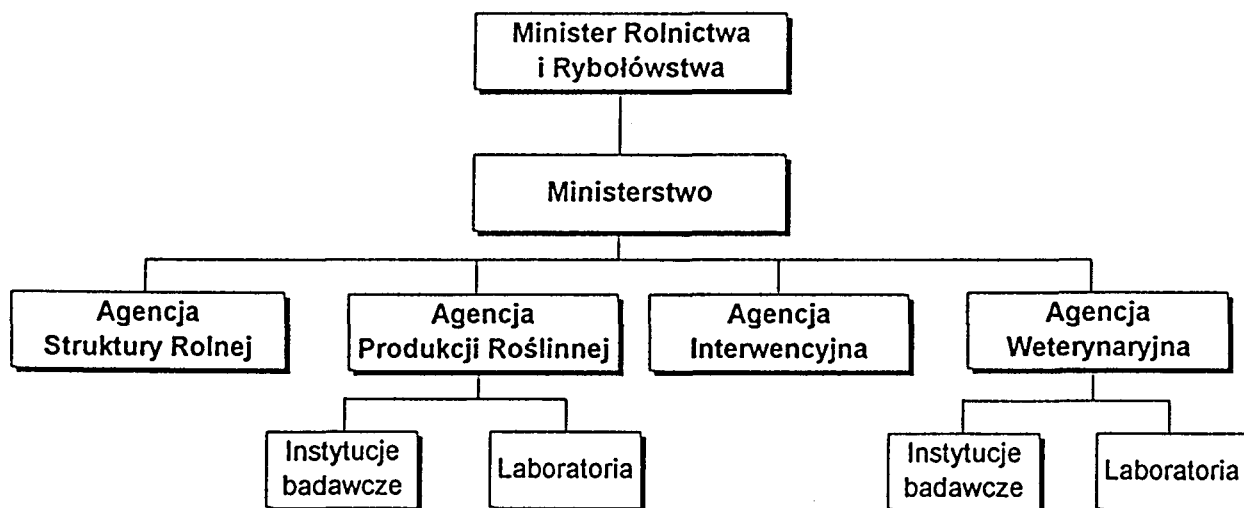 Minister Rolnictwa
i Rybołówstwa
Ministerstwo
Agencja
Struktury Rolnej
Agencja
Produkcji Roślinnej
Agencja
Interwencyjna
Agencja
Weterynaryjna
Instytucje
badawcze
Laboratoria
Instytucje
badawcze
Laboratoria